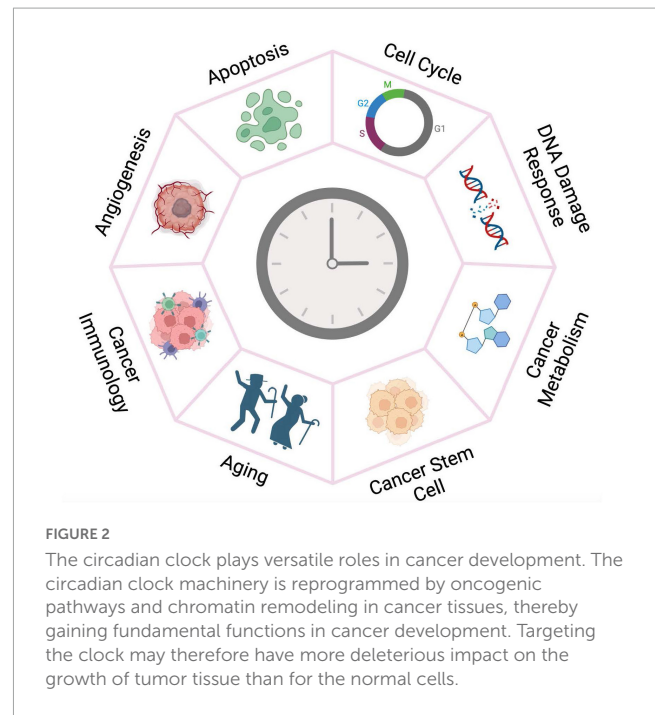 Apoptosis
Cell Cycle
M
G2
S
G1
Angiogenesis
DNA Damage
Response
Cancer
Immunology
Cancer
Metabolism
Aging
Cancer Stem
Cell
FIGURE 2
The circadian clock plays versatile roles in cancer development. The
circadian clock machinery is reprogrammed by oncogenic
pathways and chromatin remodeling in cancer tissues, thereby
gaining fundamental functions in cancer development. Targeting
the clock may therefore have more deleterious impact on the
growth of tumor tissue than for the normal cells.